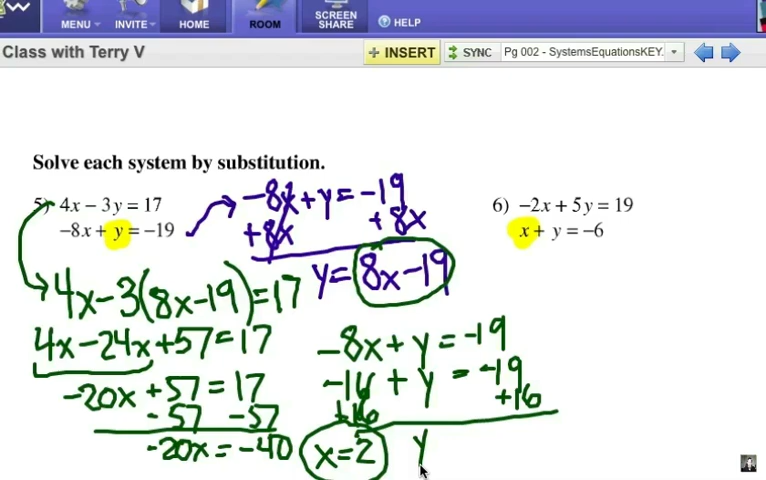 MENU INVITE HOME ROOM SCREEN SHARE HELP
Class with Terry V + INSERT SYNC Pg 002 - SystemsEquationsKEY.
Solve each system by substitution.
5) 4x − 3y = 17
−8x + y = −19
−8x + y = −19
+8x +8x
y = 8x − 19
6) −2x + 5y = 19
x + y = −6
4x − 3(8x − 19) = 17
4x − 24x + 57 = 17
−20x + 57 = 17
− 57 −57
−20x = −40
x = 2
−8x + y = −19
−16 + y = −19
+16 +16
y